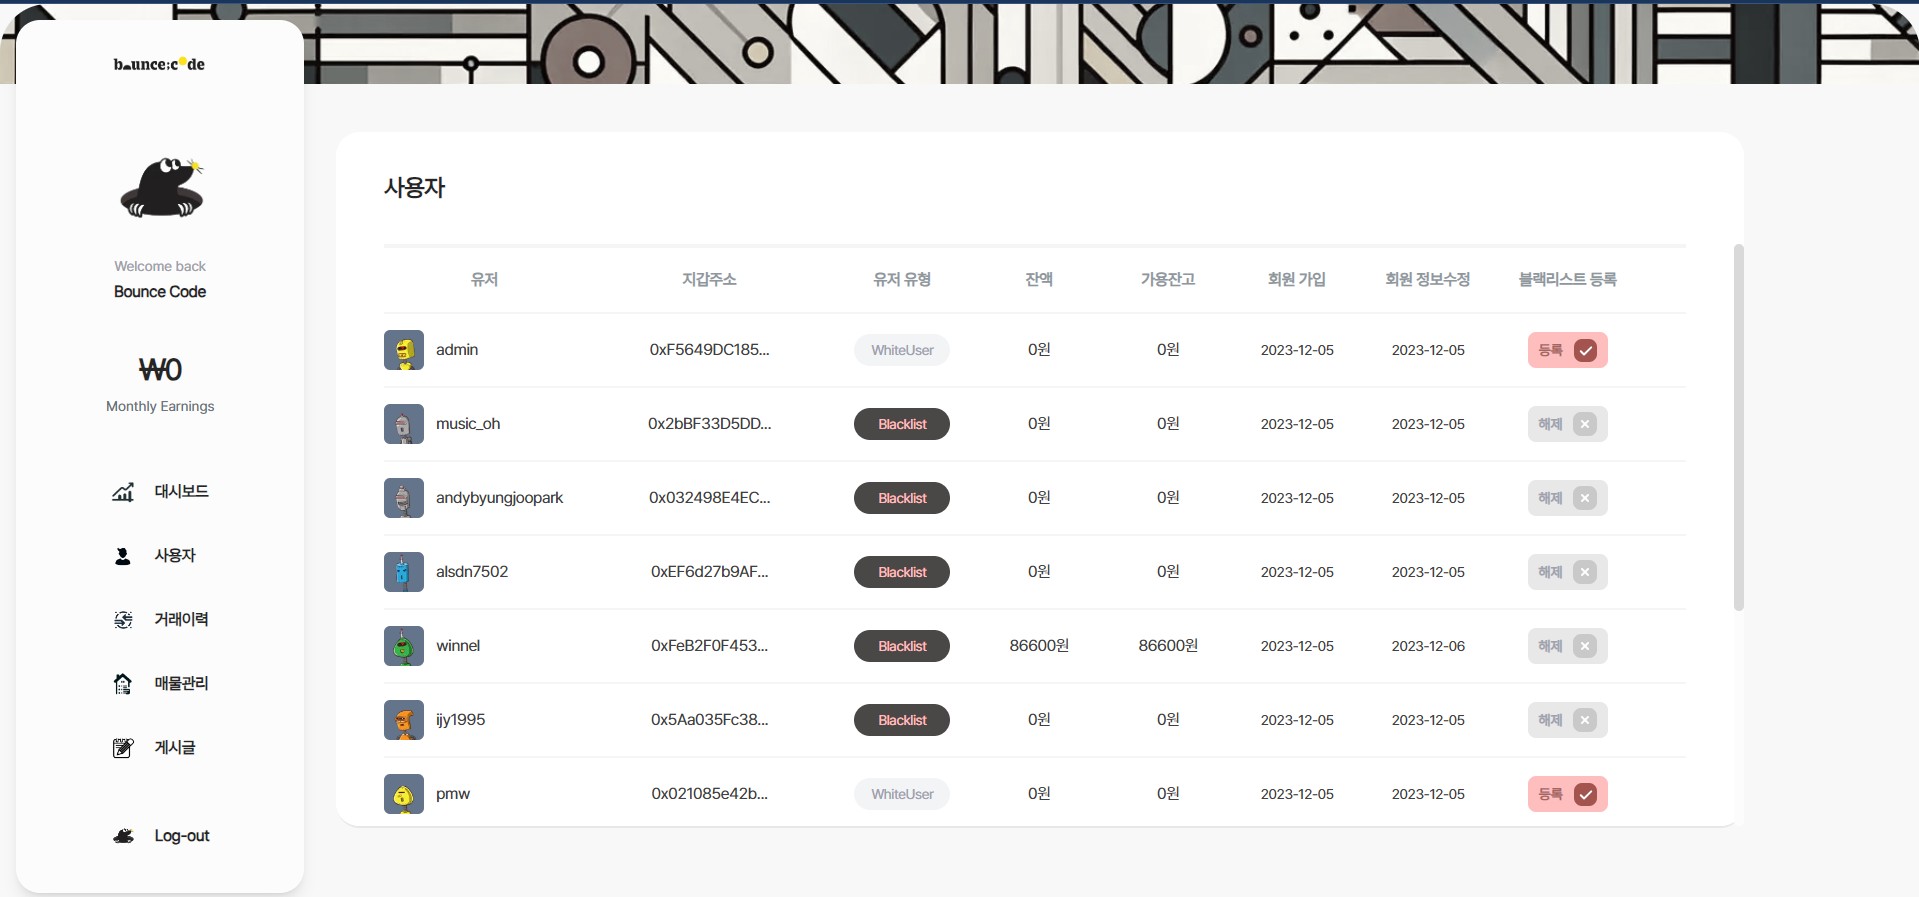 bounce:code
Welcome back
Bounce Code
₩0
Monthly Earnings
대시보드
사용자
거래이력
매물관리
게시글
Log-out
사용자
유저 지갑주소 유저 유형 잔액 가용잔고 회원 가입 회원 정보수정 블랙리스트 등록
admin 0xF5649DC185... WhiteUser 0원 0원 2023-12-05 2023-12-05 등록
music_oh 0x2bBF33D5DD... Blacklist 0원 0원 2023-12-05 2023-12-05 해제
andybyungjoopark 0x032498E4EC... Blacklist 0원 0원 2023-12-05 2023-12-05 해제
alsdn7502 0xEF6d27b9AF... Blacklist 0원 0원 2023-12-05 2023-12-05 해제
winnel 0xFeB2F0F453... Blacklist 86600원 86600원 2023-12-05 2023-12-06 해제
ijy1995 0x5Aa035Fc38... Blacklist 0원 0원 2023-12-05 2023-12-05 해제
pmw 0x021085e42b... WhiteUser 0원 0원 2023-12-05 2023-12-05 등록